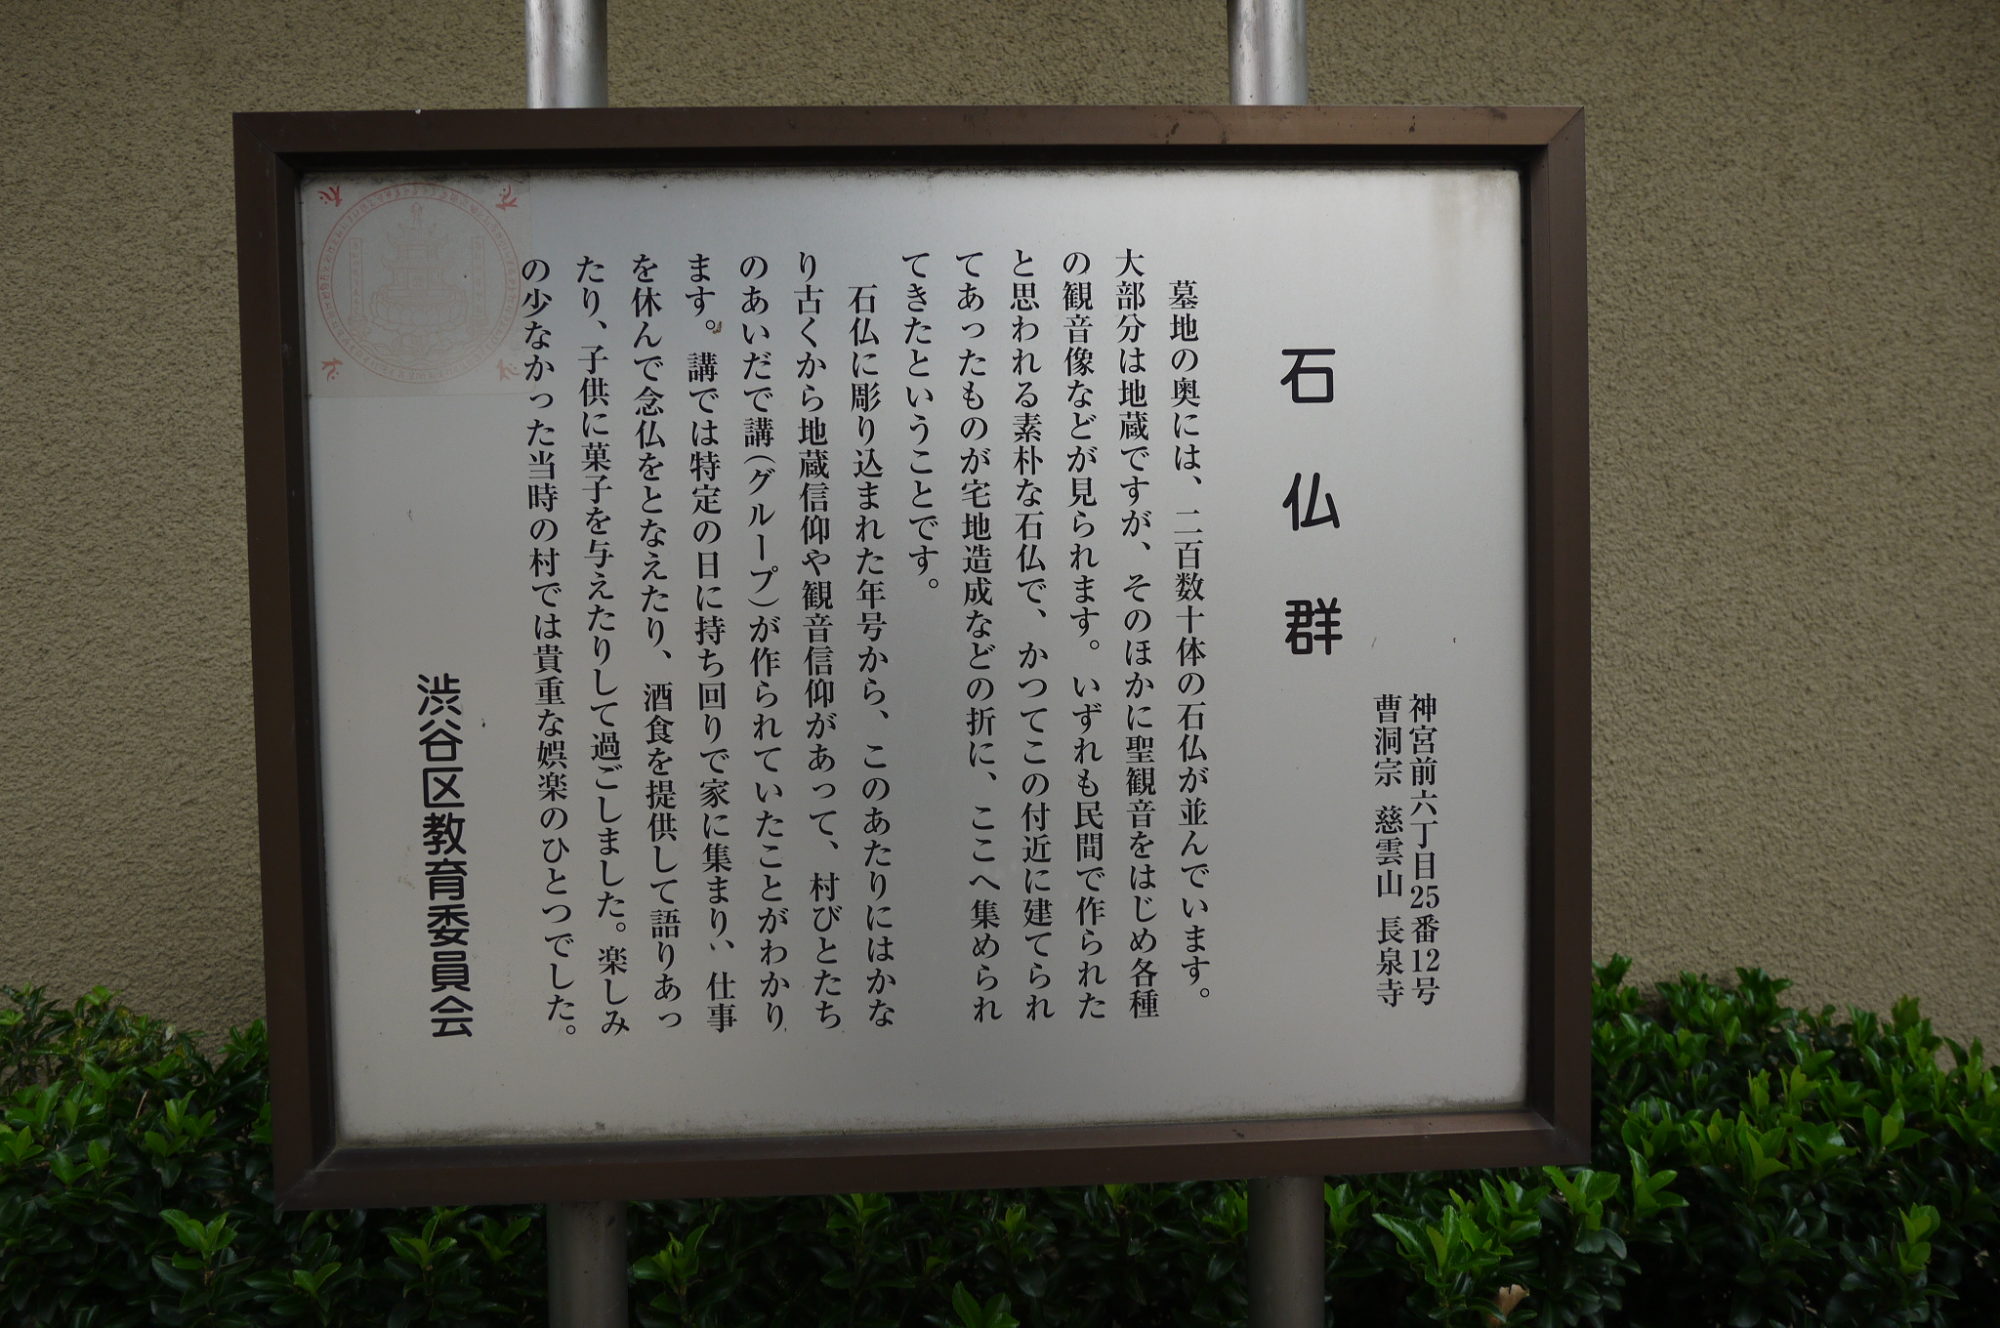 石仏群
神宮前六丁目25番12号
曹洞宗 慈雲山 長泉寺
墓地の奥には、二百数十体の石仏が並んでいます。
大部分は地蔵ですが、そのほかに聖観音をはじめ各種
の観音像などが見られます。いずれも民間で作られた
と思われる素朴な石仏で、かつてこの付近に建てられ
てあったものが宅地造成などの折に、ここへ集められ
てきたということです。
石仏に彫り込まれた年号から、このあたりにはかな
り古くから地蔵信仰や観音信仰があって、村びとたち
のあいだで講(グループ)が作られていたことがわかり
ます。講では特定の日に持ち回りで家に集まり、仕事
を休んで念仏をとなえたり、酒食を提供して語りあっ
たり、子供に菓子を与えたりして過ごしました。楽しみ
の少なかった当時の村では貴重な娯楽のひとつでした。
渋谷区教育委員会